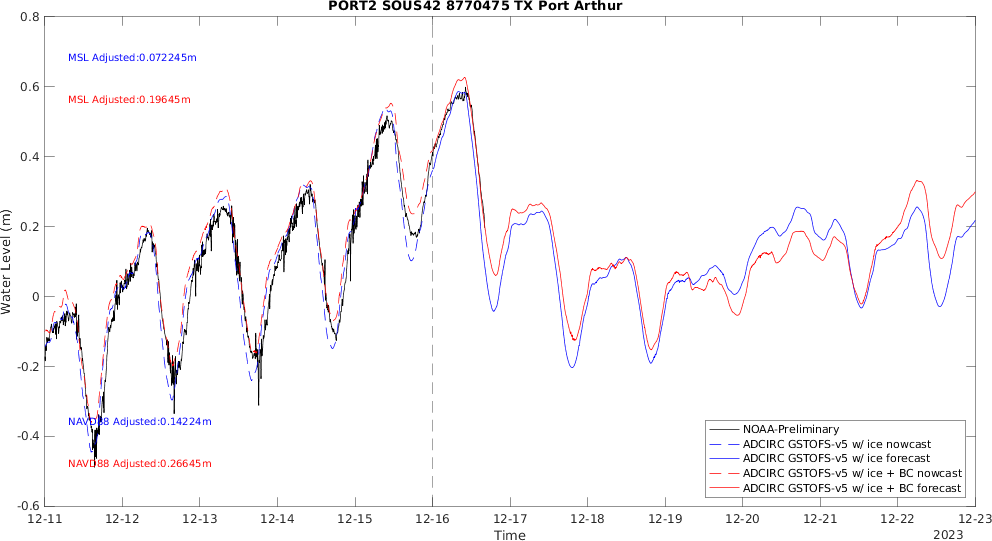 PORT2 SOUS42 8770475 TX Port Arthur
0.8
0.6
0.4
0.2
0
-0.2
-0.4
-0.6
Water Level (m)
MSL Adjusted:0.072245m
MSL Adjusted:0.19645m
NAVD88 Adjusted:0.14224m
NAVD88 Adjusted:0.26645m
NOAA-Preliminary
ADCIRC GSTOFS-v5 w/ ice nowcast
ADCIRC GSTOFS-v5 w/ ice forecast
ADCIRC GSTOFS-v5 w/ ice + BC nowcast
ADCIRC GSTOFS-v5 w/ ice + BC forecast
12-11 12-12 12-13 12-14 12-15 12-16 12-17 12-18 12-19 12-20 12-21 12-22 12-23
Time
2023